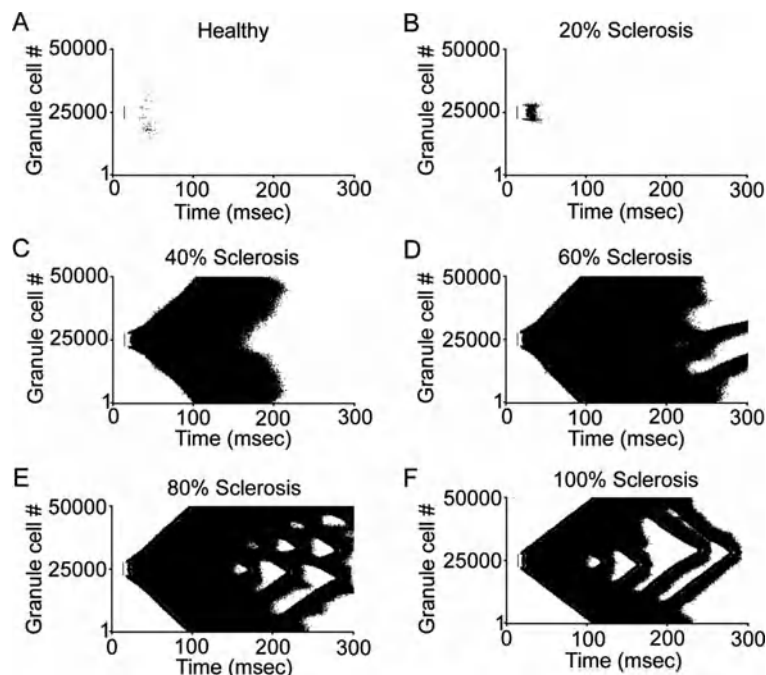 A
Healthy
Granule cell #
50000
25000
1
0
100
200
300
Time (msec)
B
20% Sclerosis
Granule cell #
50000
25000
1
0
100
200
300
Time (msec)
C
40% Sclerosis
Granule cell #
50000
25000
1
0
100
200
300
Time (msec)
D
60% Sclerosis
Granule cell #
50000
25000
1
0
100
200
300
Time (msec)
E
80% Sclerosis
Granule cell #
50000
25000
1
0
100
200
300
Time (msec)
F
100% Sclerosis
Granule cell #
50000
25000
1
0
100
200
300
Time (msec)